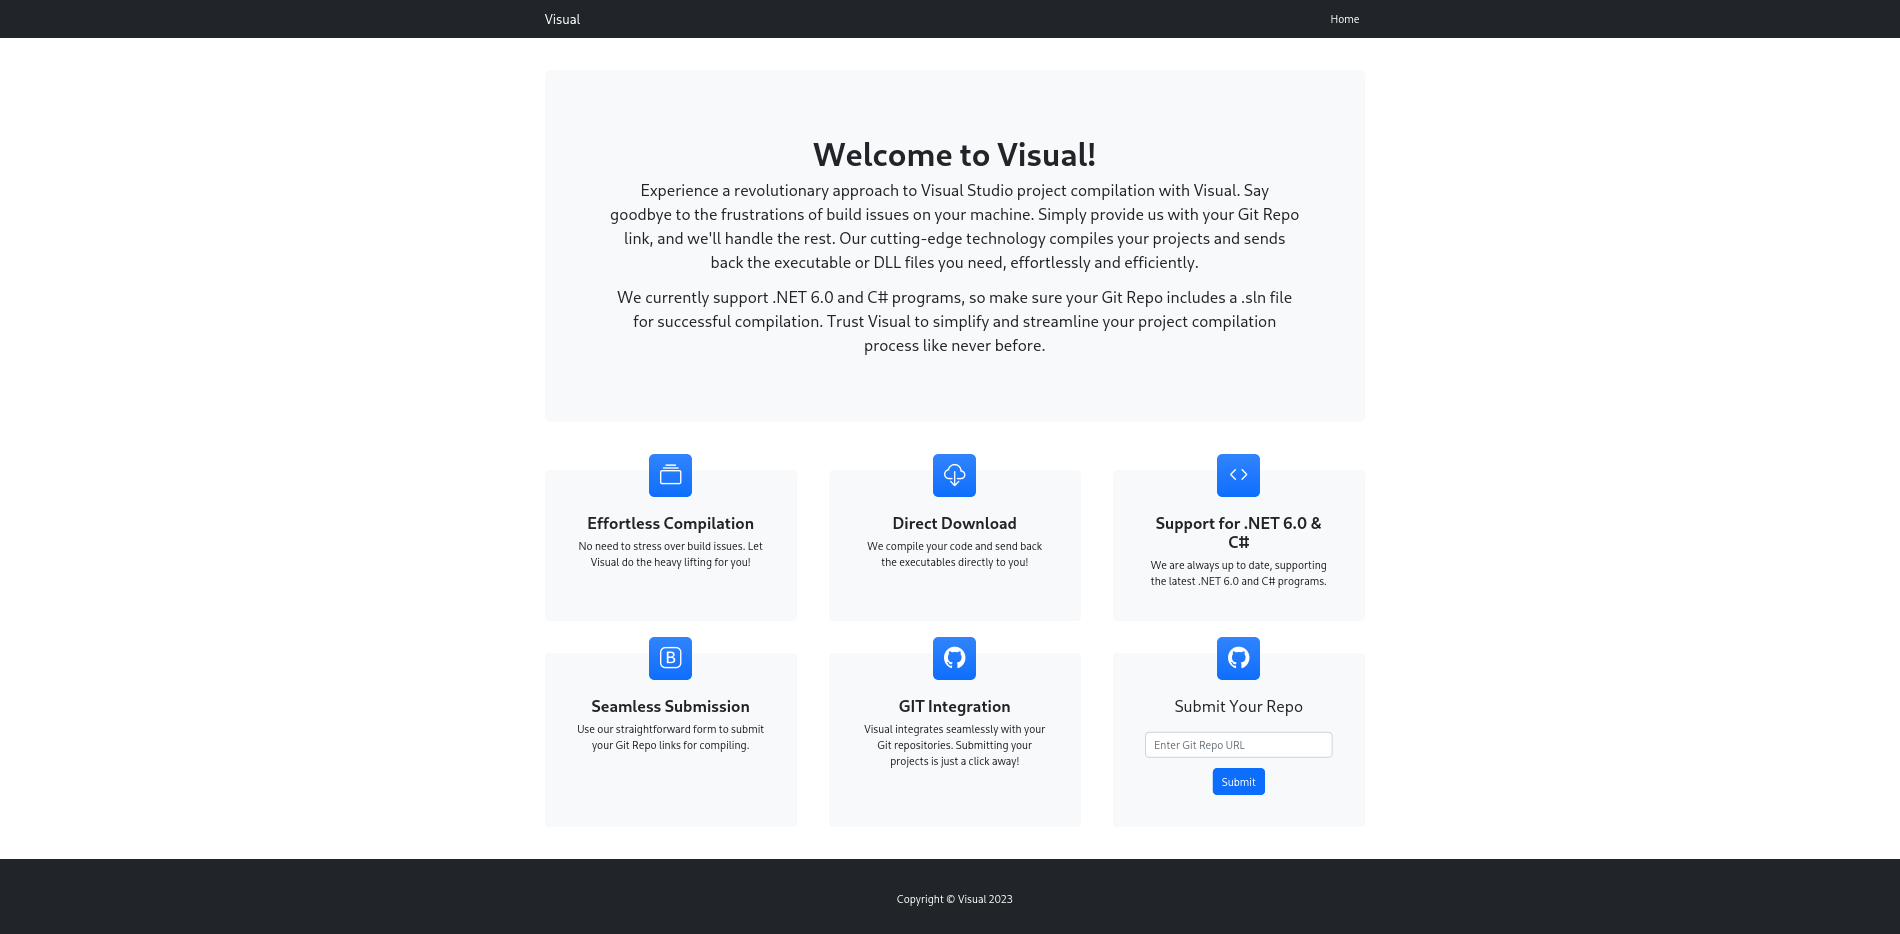 Visual
Home
Welcome to Visual!
Experience a revolutionary approach to Visual Studio project compilation with Visual. Say
goodbye to the frustrations of build issues on your machine. Simply provide us with your Git Repo
link, and we'll handle the rest. Our cutting-edge technology compiles your projects and sends
back the executable or DLL files you need, effortlessly and efficiently.
We currently support .NET 6.0 and C# programs, so make sure your Git Repo includes a .sln file
for successful compilation. Trust Visual to simplify and streamline your project compilation
process like never before.
Effortless Compilation
No need to stress over build issues. Let
Visual do the heavy lifting for you!
Direct Download
We compile your code and send back
the executables directly to you!
Support for .NET 6.0 &
C#
We are always up to date, supporting
the latest .NET 6.0 and C# programs.
B
Seamless Submission
Use our straightforward form to submit
your Git Repo links for compiling.
GIT Integration
Visual integrates seamlessly with your
Git repositories. Submitting your
projects is just a click away!
Submit Your Repo
Enter Git Repo URL
Submit
Copyright © Visual 2023